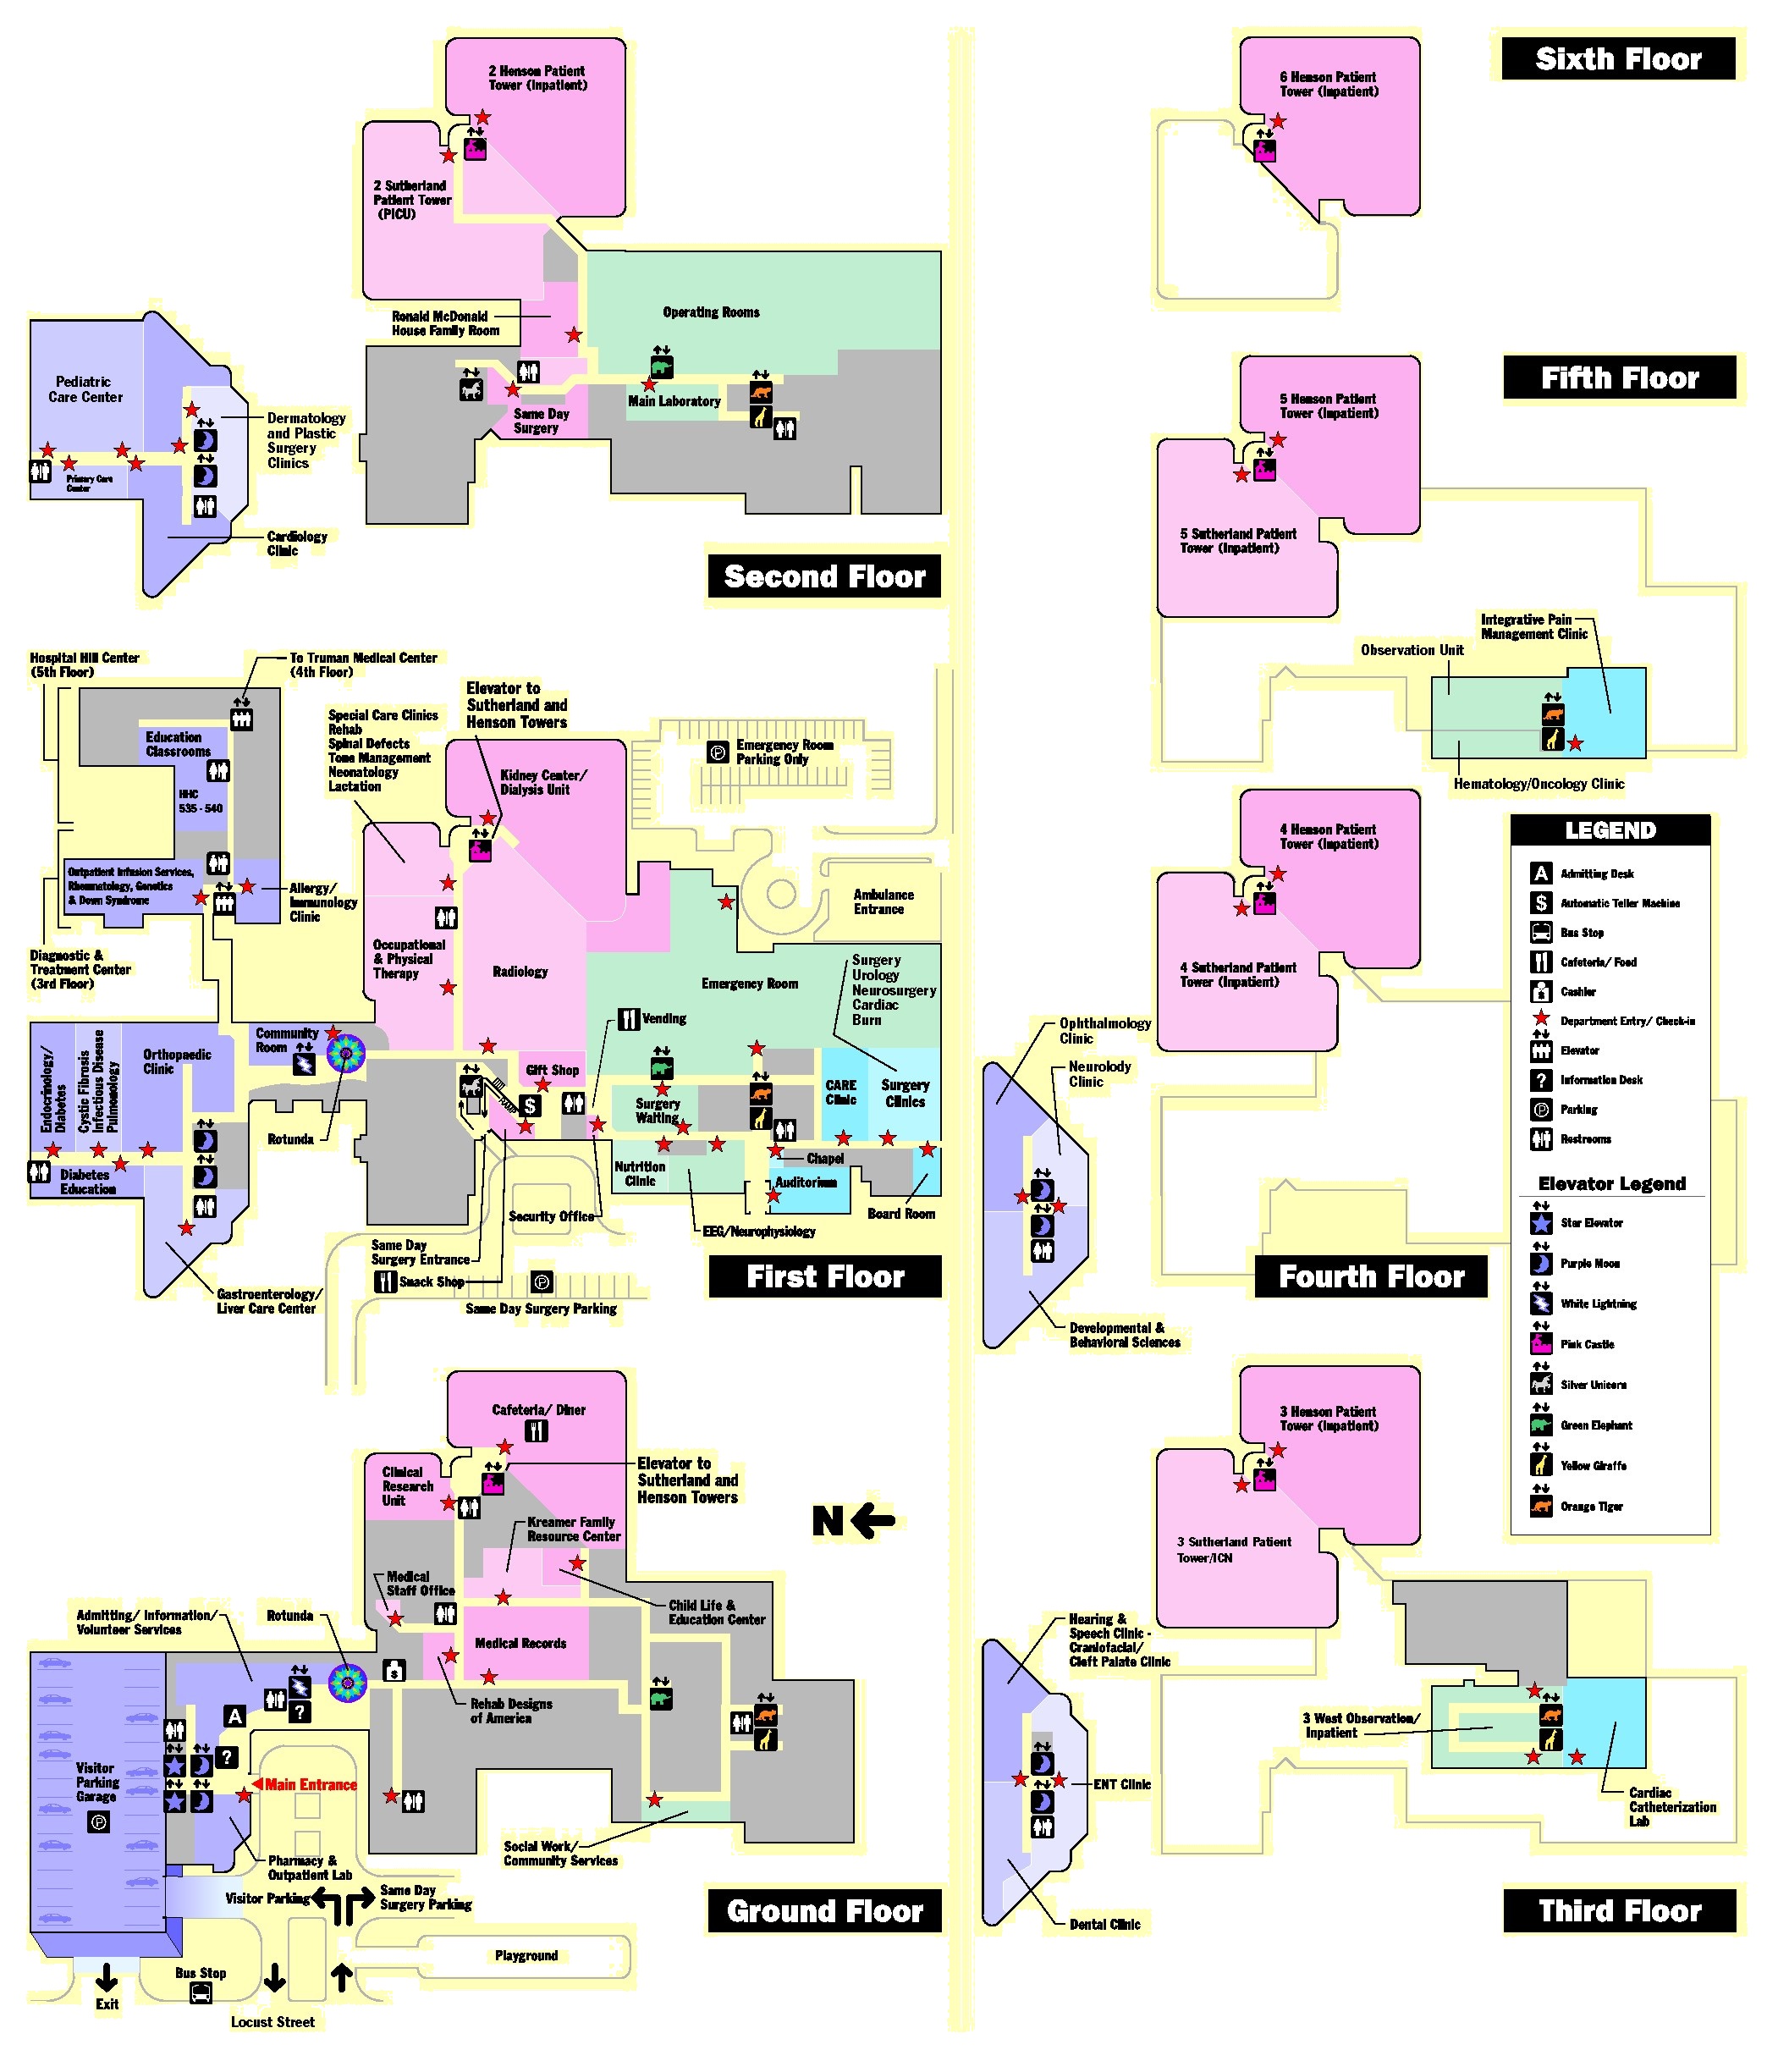 2 Henson Patient
Tower (Inpatient)
2 Sutherland
Patient Tower
(PICU)
Ronald McDonald
House Family Room
Operating Rooms
Pediatric
Care Center
Primary Care
Center
Dermatology
and Plastic
Surgery
Clinics
Cardiology
Clinic
Same Day
Surgery
Main Laboratory
Second Floor
Hospital Hill Center
(5th Floor)
To Truman Medical Center
(4th Floor)
Education
Classrooms
HHC
535 - 540
Outpatient Infusion Services,
Rheumatology, Genetics
& Down Syndrome
Allergy/
Immunology
Clinic
Diagnostic &
Treatment Center
(3rd Floor)
Special Care Clinics
Rehab
Spinal Defects
Tone Management
Neonatology
Lactation
Elevator to
Sutherland and
Henson Towers
Kidney Center/
Dialysis Unit
P
Emergency Room
Parking Only
Ambulance
Entrance
Occupational
& Physical
Therapy
Radiology
Emergency Room
Surgery
Urology
Neurosurgery
Cardiac
Burn
Vending
Community
Room
Endocrinology/
Diabetes
Cystic Fibrosis
Infectious Disease
Pulmonology
Orthopaedic
Clinic
Diabetes
Education
Rotunda
Gift Shop
RAMP
$
Surgery
Waiting
CARE
Clinic
Surgery
Clinics
Nutrition
Clinic
Chapel
Auditorium
Board Room
Security Office
EEG/Neurophysiology
Same Day
Surgery Entrance
Snack Shop
P
Same Day Surgery Parking
Gastroenterology/
Liver Care Center
First Floor
Cafeteria/ Diner
Clinical
Research
Unit
Elevator to
Sutherland and
Henson Towers
Kreamer Family
Resource Center
Medical
Staff Office
Child Life &
Education Center
Medical Records
Admitting/ Information/
Volunteer Services
Rotunda
$
Rehab Designs
of America
A
?
?
N
Visitor
Parking
Garage
P
Main Entrance
Pharmacy &
Outpatient Lab
Social Work/
Community Services
Visitor Parking
Same Day
Surgery Parking
Ground Floor
Playground
Bus Stop
Exit
Locust Street
Sixth Floor
6 Henson Patient
Tower (Inpatient)
Fifth Floor
5 Henson Patient
Tower (Inpatient)
5 Sutherland Patient
Tower (Inpatient)
Integrative Pain
Management Clinic
Observation Unit
Hematology/Oncology Clinic
4 Henson Patient
Tower (Inpatient)
4 Sutherland Patient
Tower (Inpatient)
Ophthalmology
Clinic
Neurolody
Clinic
Developmental &
Behavioral Sciences
Fourth Floor
LEGEND
A Admitting Desk
$ Automatic Teller Machine
Bus Stop
Cafeteria/ Food
$ Cashier
Department Entry/ Check-in
Elevator
? Information Desk
P Parking
Restrooms
Elevator Legend
Star Elevator
Purple Moon
White Lightning
Pink Castle
Silver Unicorn
Green Elephant
Yellow Giraffe
Orange Tiger
3 Henson Patient
Tower (Inpatient)
3 Sutherland Patient
Tower/ICN
Hearing &
Speech Clinic -
Craniofacial/
Cleft Palate Clinic
3 West Observation/
Inpatient
ENT Clinic
Cardiac
Catheterization
Lab
Dental Clinic
Third Floor